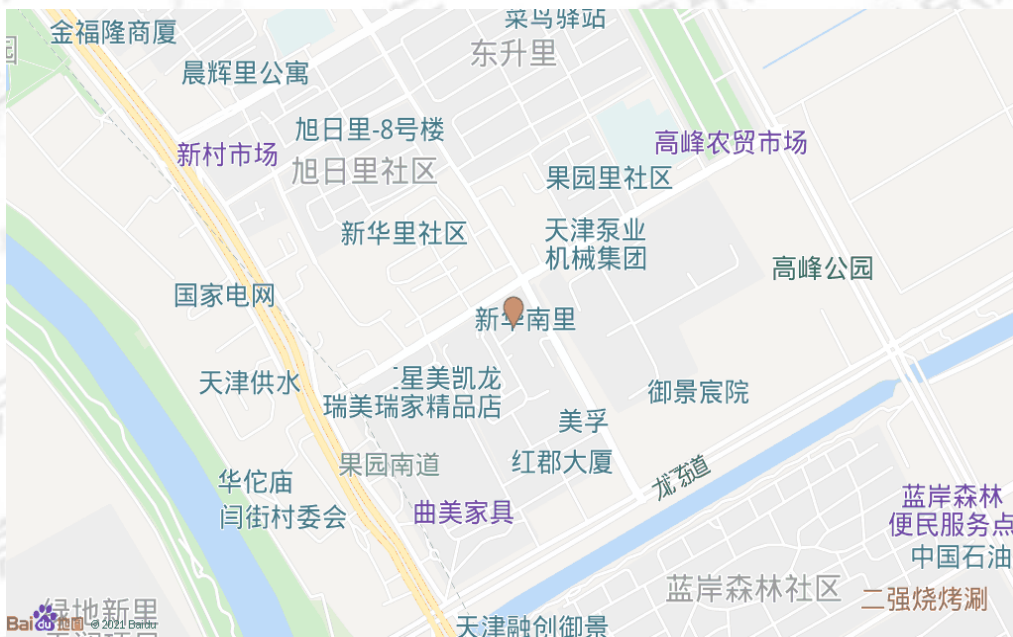 菜鸟驿站
金福隆商厦
园
东升里
晨辉里公寓
旭日里-8号楼
高峰农贸市场
新村市场
旭日里社区
果园里社区
新华里社区
天津泵业
机械集团
高峰公园
国家电网
新华南里
星美凯龙
天津供水
御景宸院
瑞美瑞家精品店
美孚
果园南道
红郡大厦
龙洲道
华佗庙
闫街村委会
曲美家具
蓝岸森林
便民服务点
中国石油
蓝岸森林社区
二强烧烤涮
绿地新里
Bai du 地图 © 2021 Baidu
天津融创御景